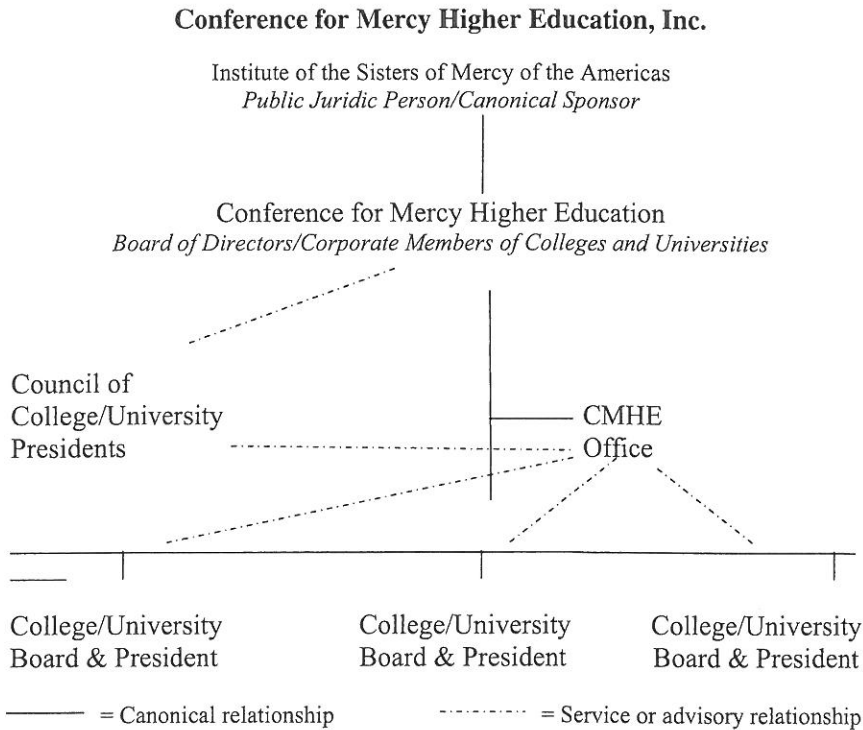 Conference for Mercy Higher Education, Inc.
Institute of the Sisters of Mercy of the Americas
Public Juridic Person/Canonical Sponsor
Conference for Mercy Higher Education
Board of Directors/Corporate Members of Colleges and Universities
Council of
College/University
Presidents
CMHE
Office
College/University
Board & President
College/University
Board & President
College/University
Board & President
= Canonical relationship
= Service or advisory relationship